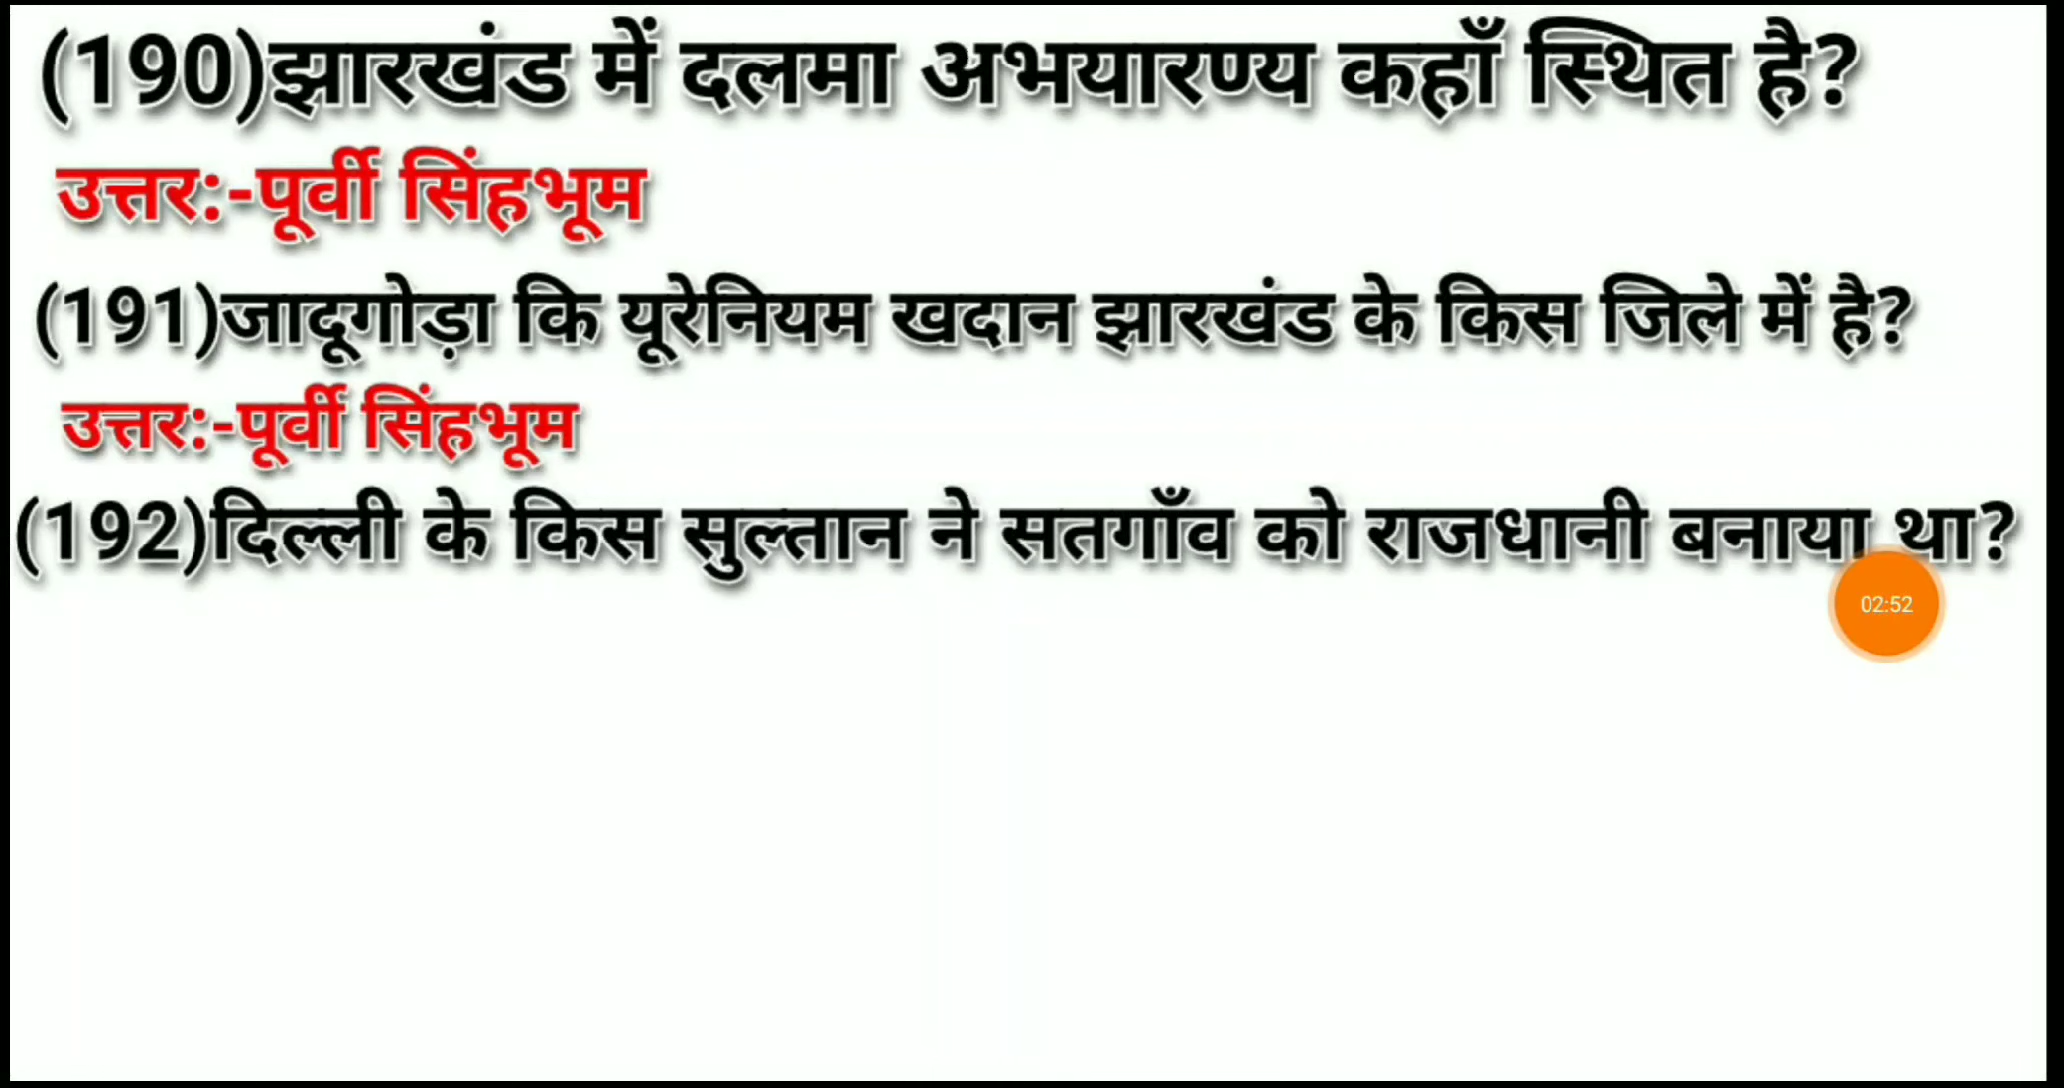 (190)झारखंड में दलमा अभयारण्य कहाँ स्थित है?
उत्तर:-पूर्वी सिंहभूम
(191)जादूगोड़ा कि यूरेनियम खदान झारखंड के किस जिले में है?
उत्तर:-पूर्वी सिंहभूम
(192)दिल्ली के किस सुल्तान ने सतगाँव को राजधानी बनाया था?
02:52